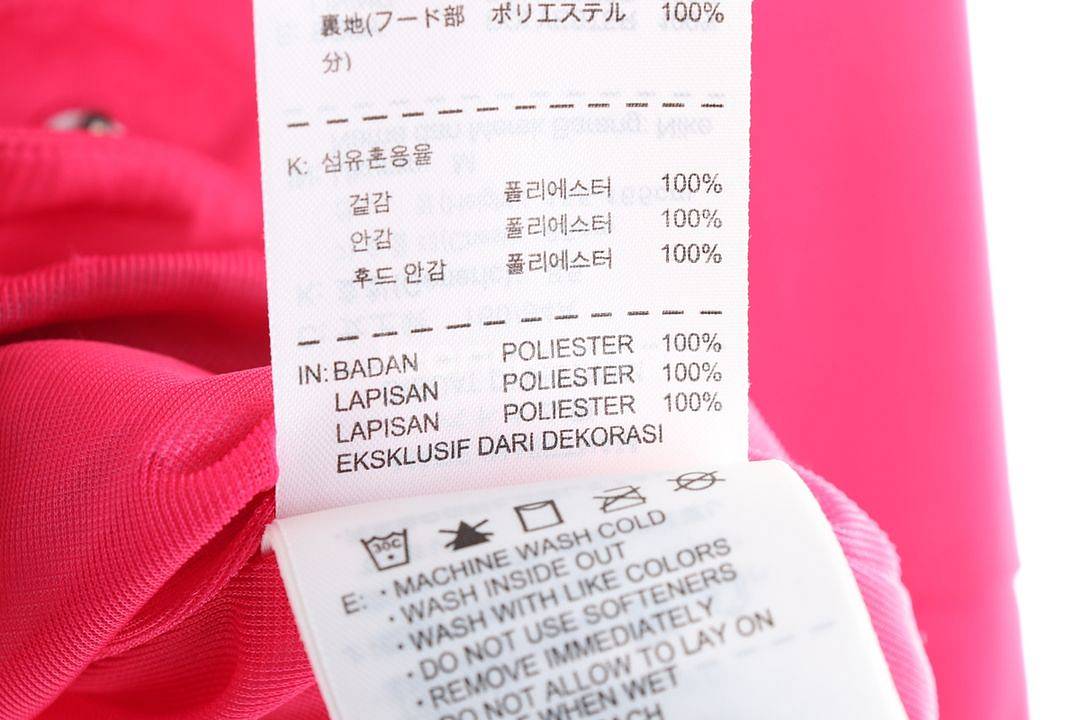 裏地(フード部 ポリエステル 100%
分)
K: 섬유혼용율
겉감 폴리에스터 100%
안감 폴리에스터 100%
후드 안감 폴리에스터 100%
IN: BADAN POLIESTER 100%
LAPISAN POLIESTER 100%
LAPISAN POLIESTER 100%
EKSKLUSIF DARI DEKORASI
30C
E: · MACHINE WASH COLD
· WASH INSIDE OUT
· WASH WITH LIKE COLORS
· DO NOT USE SOFTENERS
· REMOVE IMMEDIATELY
DO NOT ALLOW TO LAY ON
WHEN WET